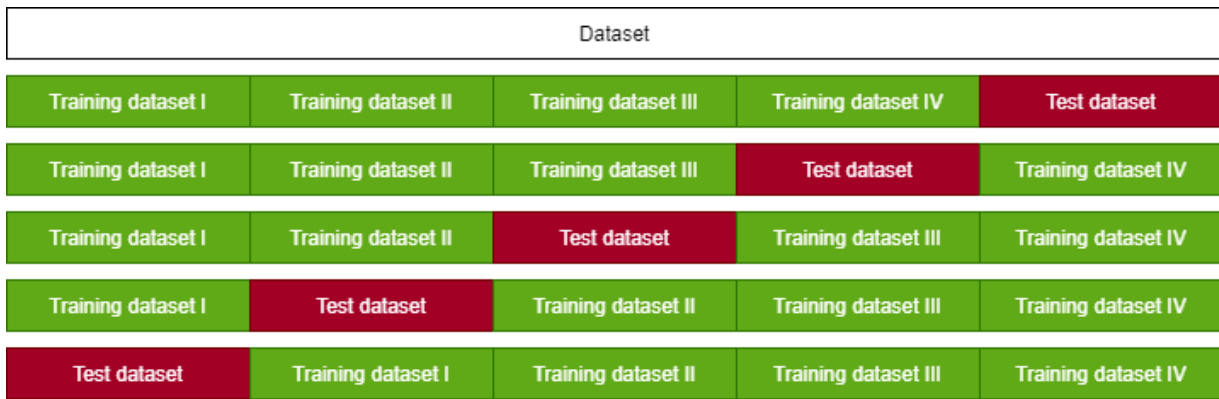 Dataset
Training dataset I Training dataset II Training dataset III Training dataset IV Test dataset
Training dataset I Training dataset II Training dataset III Test dataset Training dataset IV
Training dataset I Training dataset II Test dataset Training dataset III Training dataset IV
Training dataset I Test dataset Training dataset II Training dataset III Training dataset IV
Test dataset Training dataset I Training dataset II Training dataset III Training dataset IV